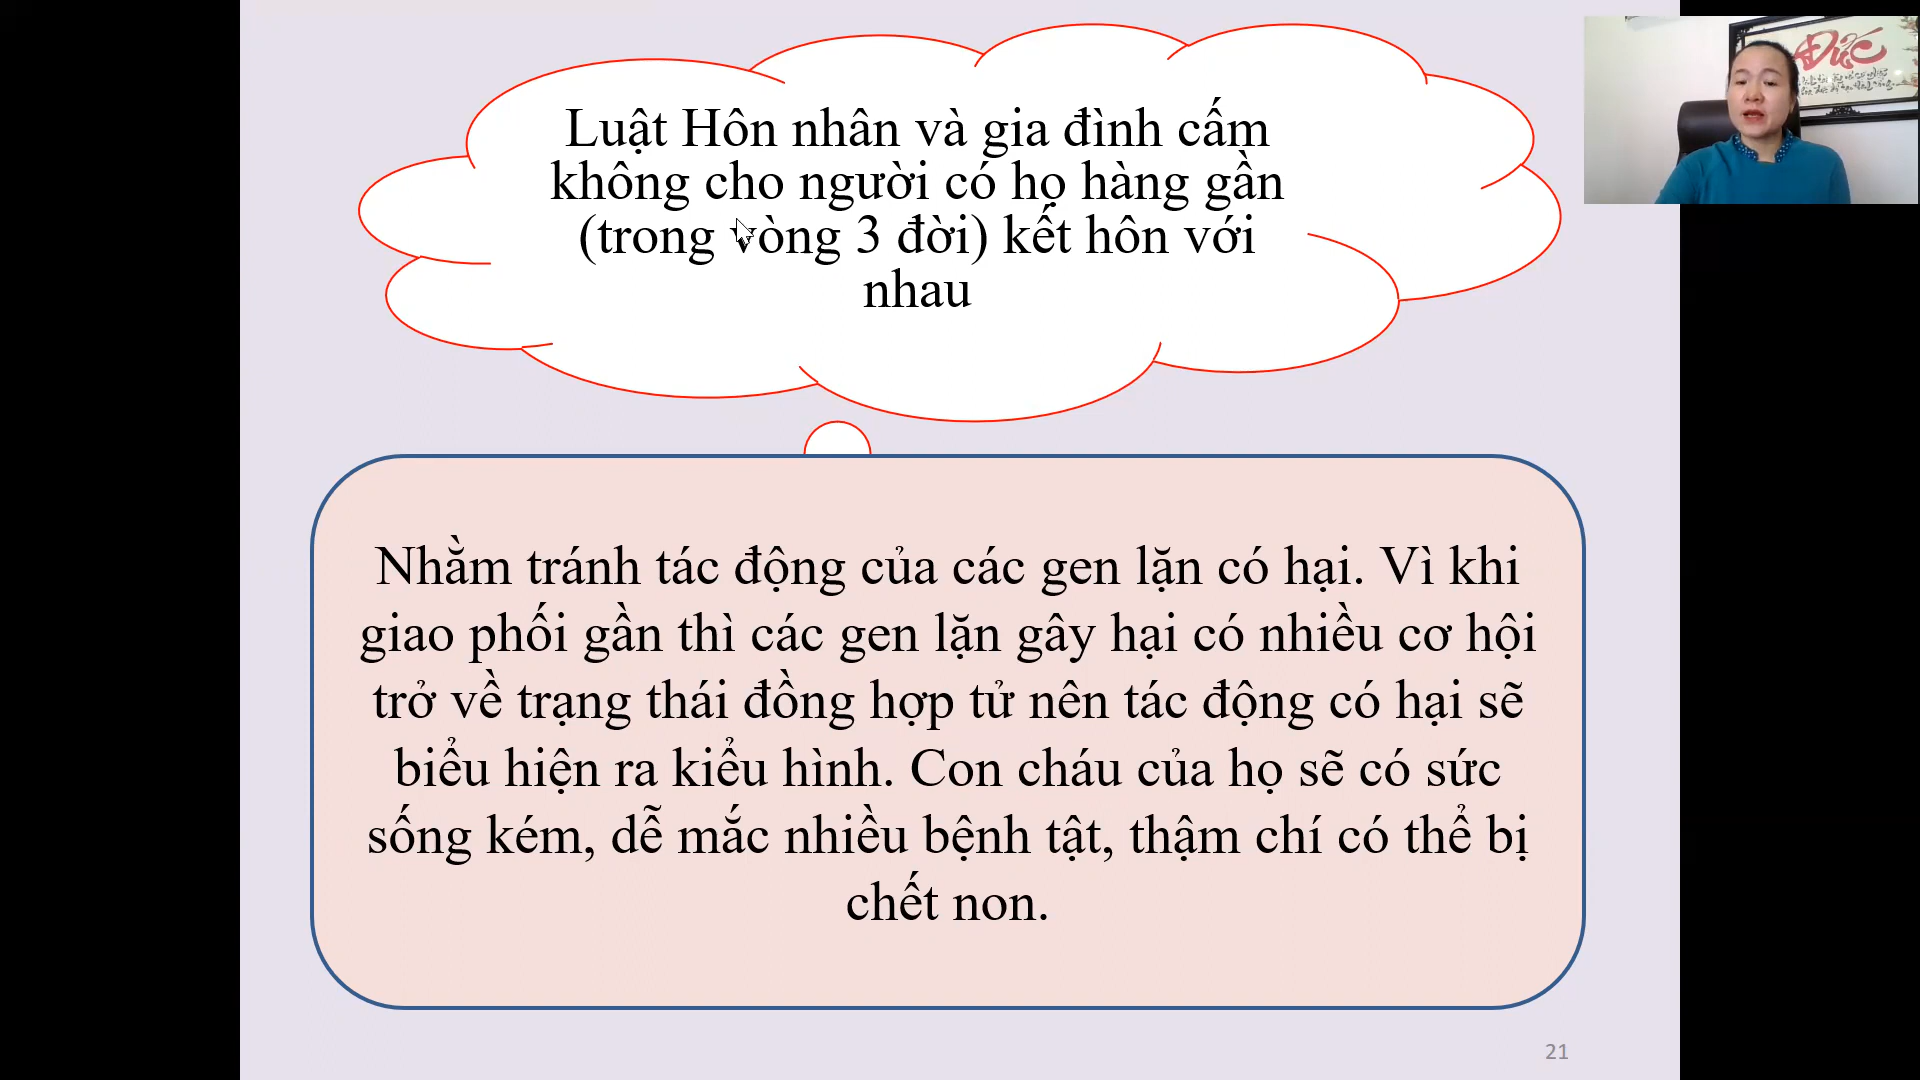 Luật Hôn nhân và gia đình cấm
không cho người có họ hàng gần
(trong vòng 3 đời) kết hôn với
nhau
Đức
Nhằm tránh tác động của các gen lặn có hại. Vì khi
giao phối gần thì các gen lặn gây hại có nhiều cơ hội
trở về trạng thái đồng hợp tử nên tác động có hại sẽ
biểu hiện ra kiểu hình. Con cháu của họ sẽ có sức
sống kém, dễ mắc nhiều bệnh tật, thậm chí có thể bị
chết non.
21